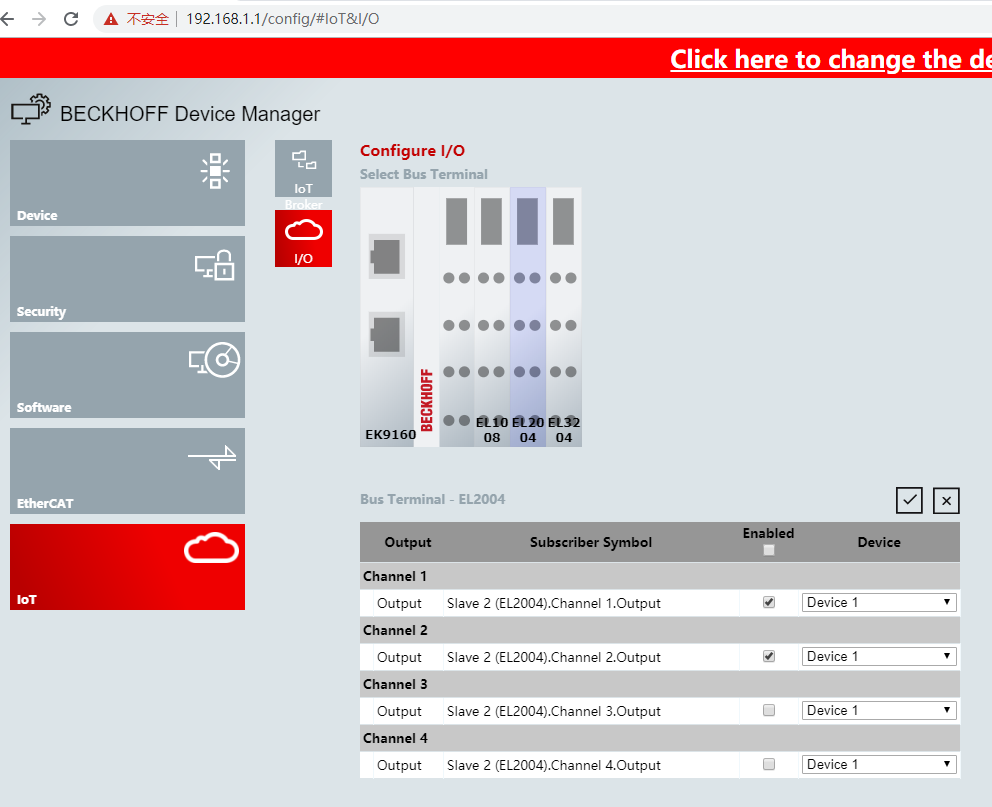 不安全 | 192.168.1.1/config/#IoT&I/O
Click here to change the de
BECKHOFF Device Manager
Device
Security
Software
EtherCAT
IoT
IoT
Broker
I/O
Configure I/O
Select Bus Terminal
BECKHOFF
EK9160
EL10
08
EL20
04
EL32
04
Bus Terminal - EL2004
Output Subscriber Symbol Enabled Device
Channel 1
Output Slave 2 (EL2004).Channel 1.Output Device 1
Channel 2
Output Slave 2 (EL2004).Channel 2.Output Device 1
Channel 3
Output Slave 2 (EL2004).Channel 3.Output Device 1
Channel 4
Output Slave 2 (EL2004).Channel 4.Output Device 1